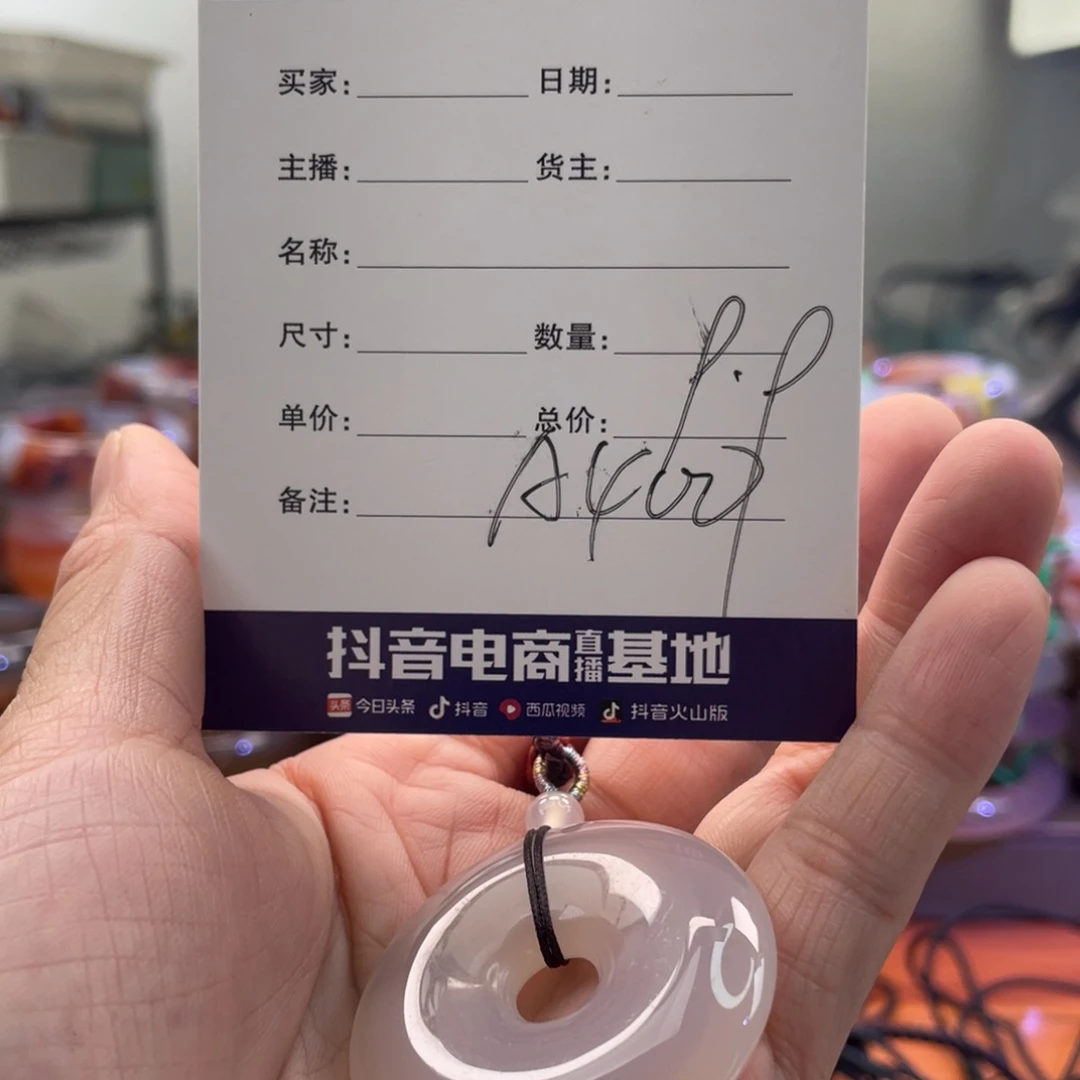 买家: 日期:
主播: 货主:
名称:
尺寸: 数量:
单价: 总价:
备注:
抖音电商直播基地
头条 今日头条 抖音 西瓜视频 抖音火山版